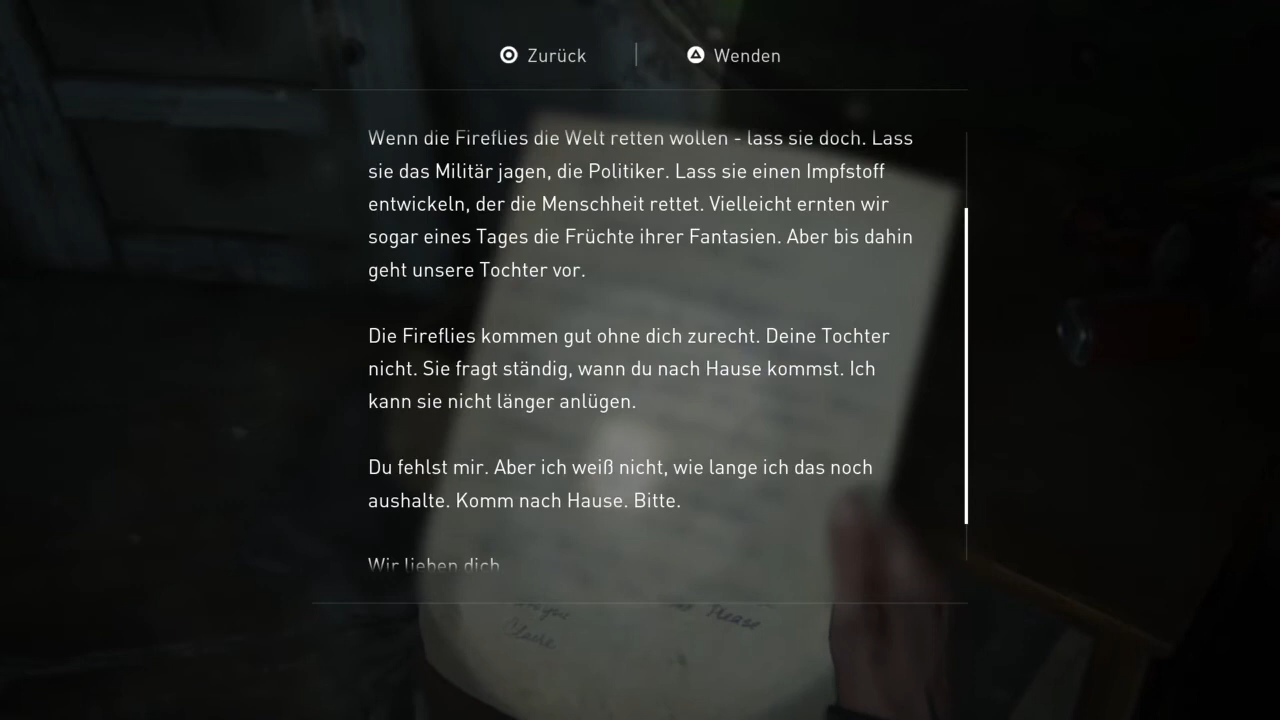 Zurück
Wenden
Wenn die Fireflies die Welt retten wollen - lass sie doch. Lass
sie das Militär jagen, die Politiker. Lass sie einen Impfstoff
entwickeln, der die Menschheit rettet. Vielleicht ernten wir
sogar eines Tages die Früchte ihrer Fantasien. Aber bis dahin
geht unsere Tochter vor.
Die Fireflies kommen gut ohne dich zurecht. Deine Tochter
nicht. Sie fragt ständig, wann du nach Hause kommst. Ich
kann sie nicht länger anlügen.
Du fehlst mir. Aber ich weiß nicht, wie lange ich das noch
aushalte. Komm nach Hause. Bitte.
Wir lieben dich
Please